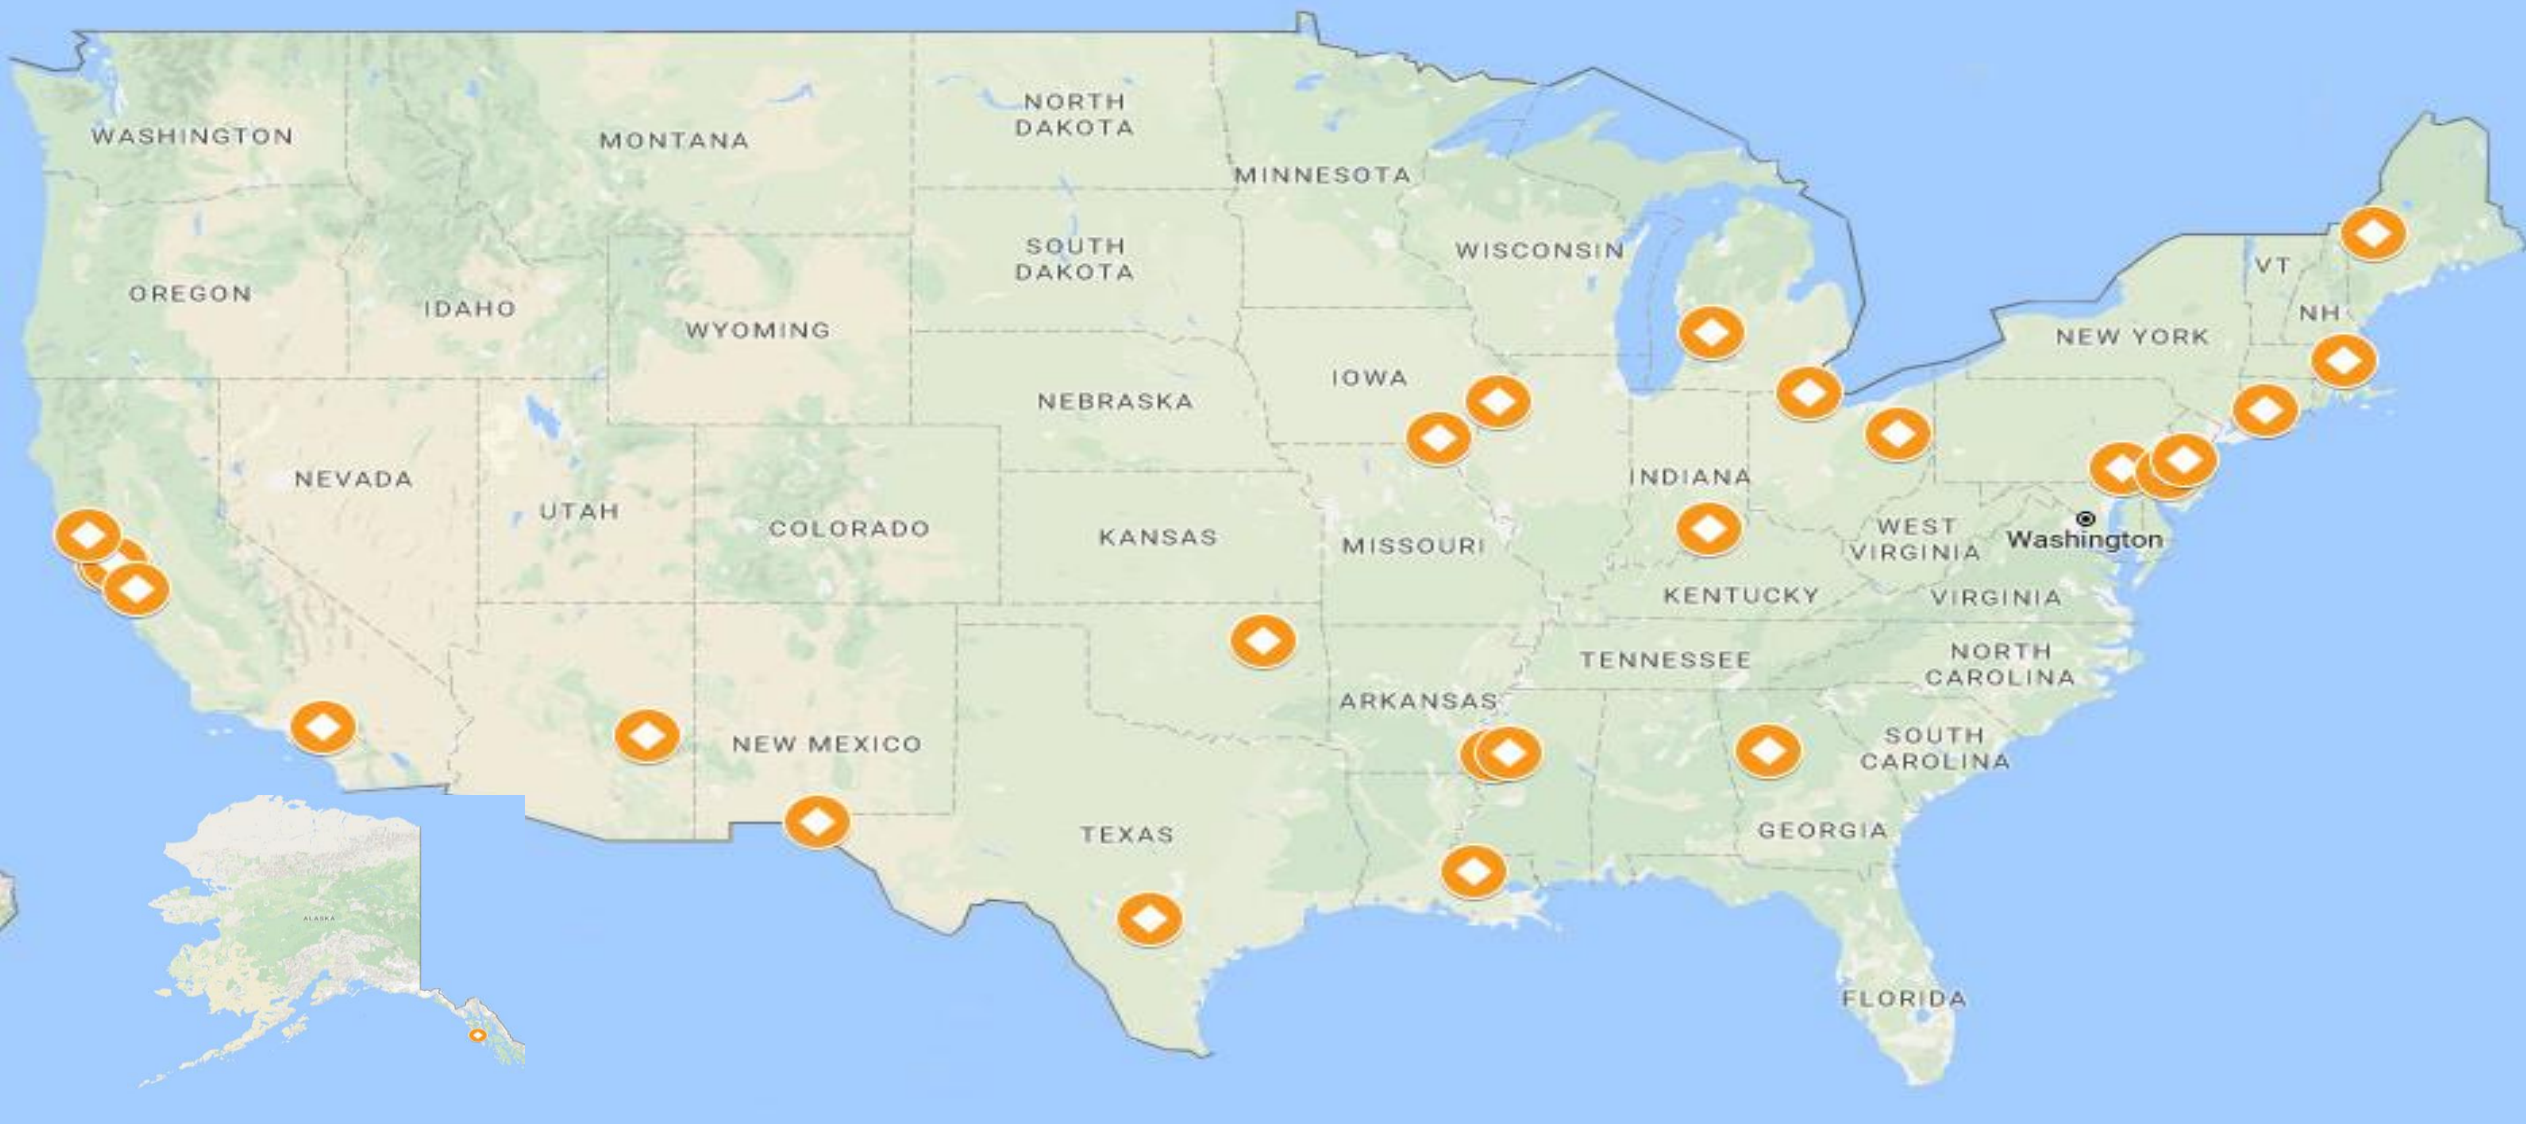 WASHINGTON
MONTANA
NORTH
DAKOTA
MINNESOTA
SOUTH
DAKOTA
WISCONSIN
VT
OREGON
IDAHO
WYOMING
NH
NEW YORK
IOWA
NEBRASKA
NEVADA
UTAH
COLORADO
KANSAS
MISSOURI
INDIANA
WEST
VIRGINIA
Washington
KENTUCKY
VIRGINIA
TENNESSEE
NORTH
CAROLINA
ARKANSAS
NEW MEXICO
SOUTH
CAROLINA
TEXAS
GEORGIA
ALASKA
FLORIDA